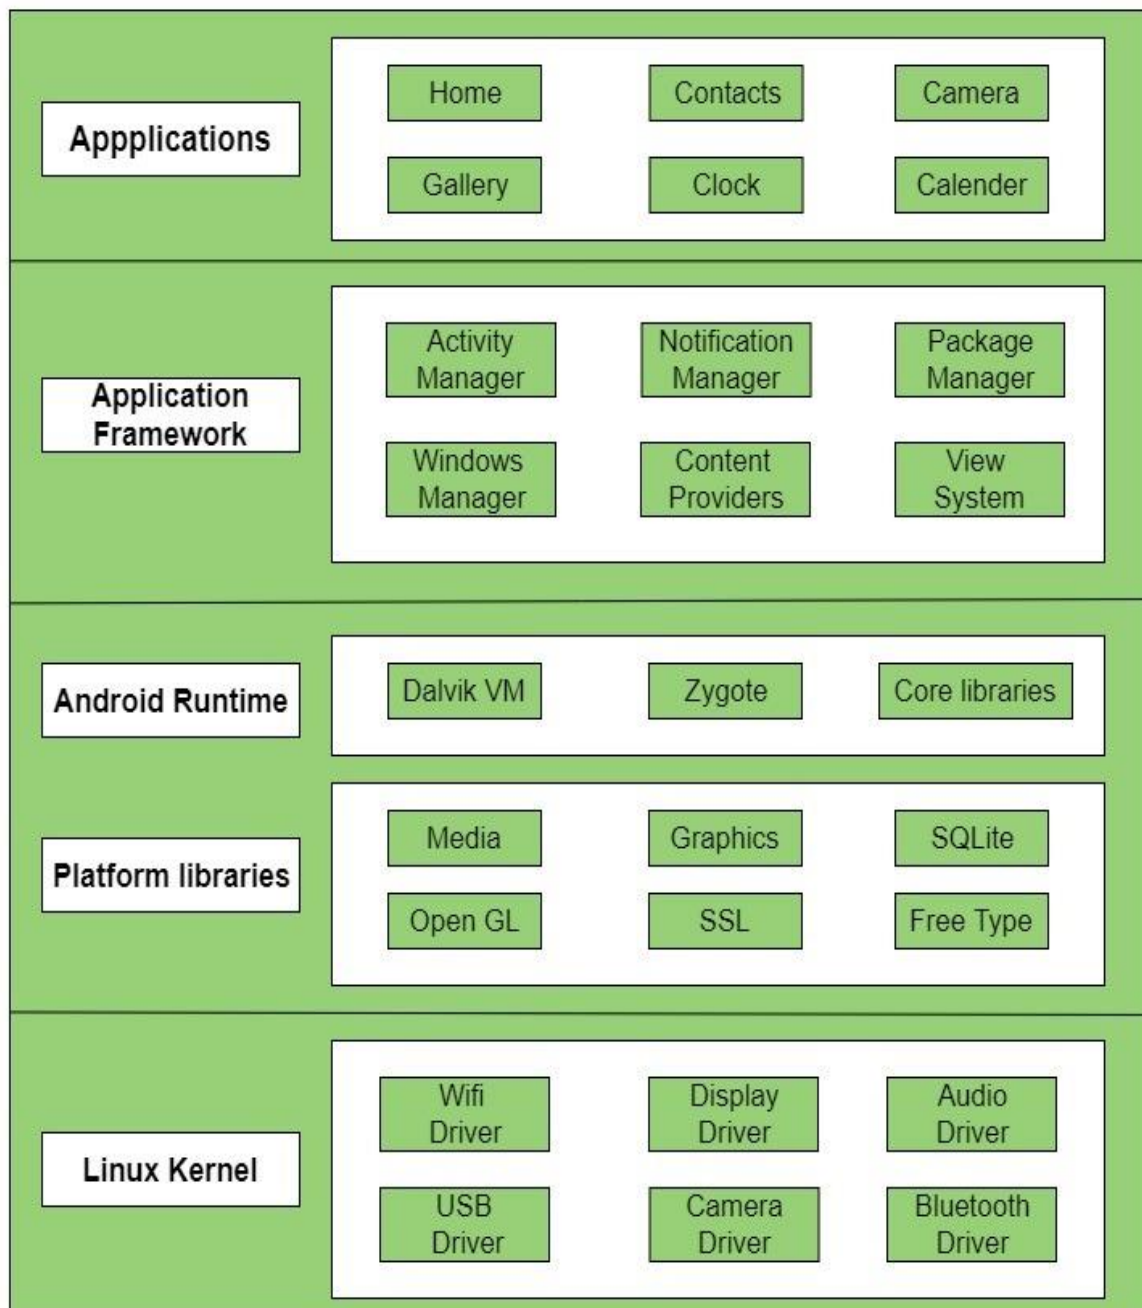 Appplications
Home
Contacts
Camera
Gallery
Clock
Calender
Application
Framework
Activity
Manager
Notification
Manager
Package
Manager
Windows
Manager
Content
Providers
View
System
Android Runtime
Dalvik VM
Zygote
Core libraries
Platform libraries
Media
Graphics
SQLite
Open GL
SSL
Free Type
Linux Kernel
Wifi
Driver
Display
Driver
Audio
Driver
USB
Driver
Camera
Driver
Bluetooth
Driver